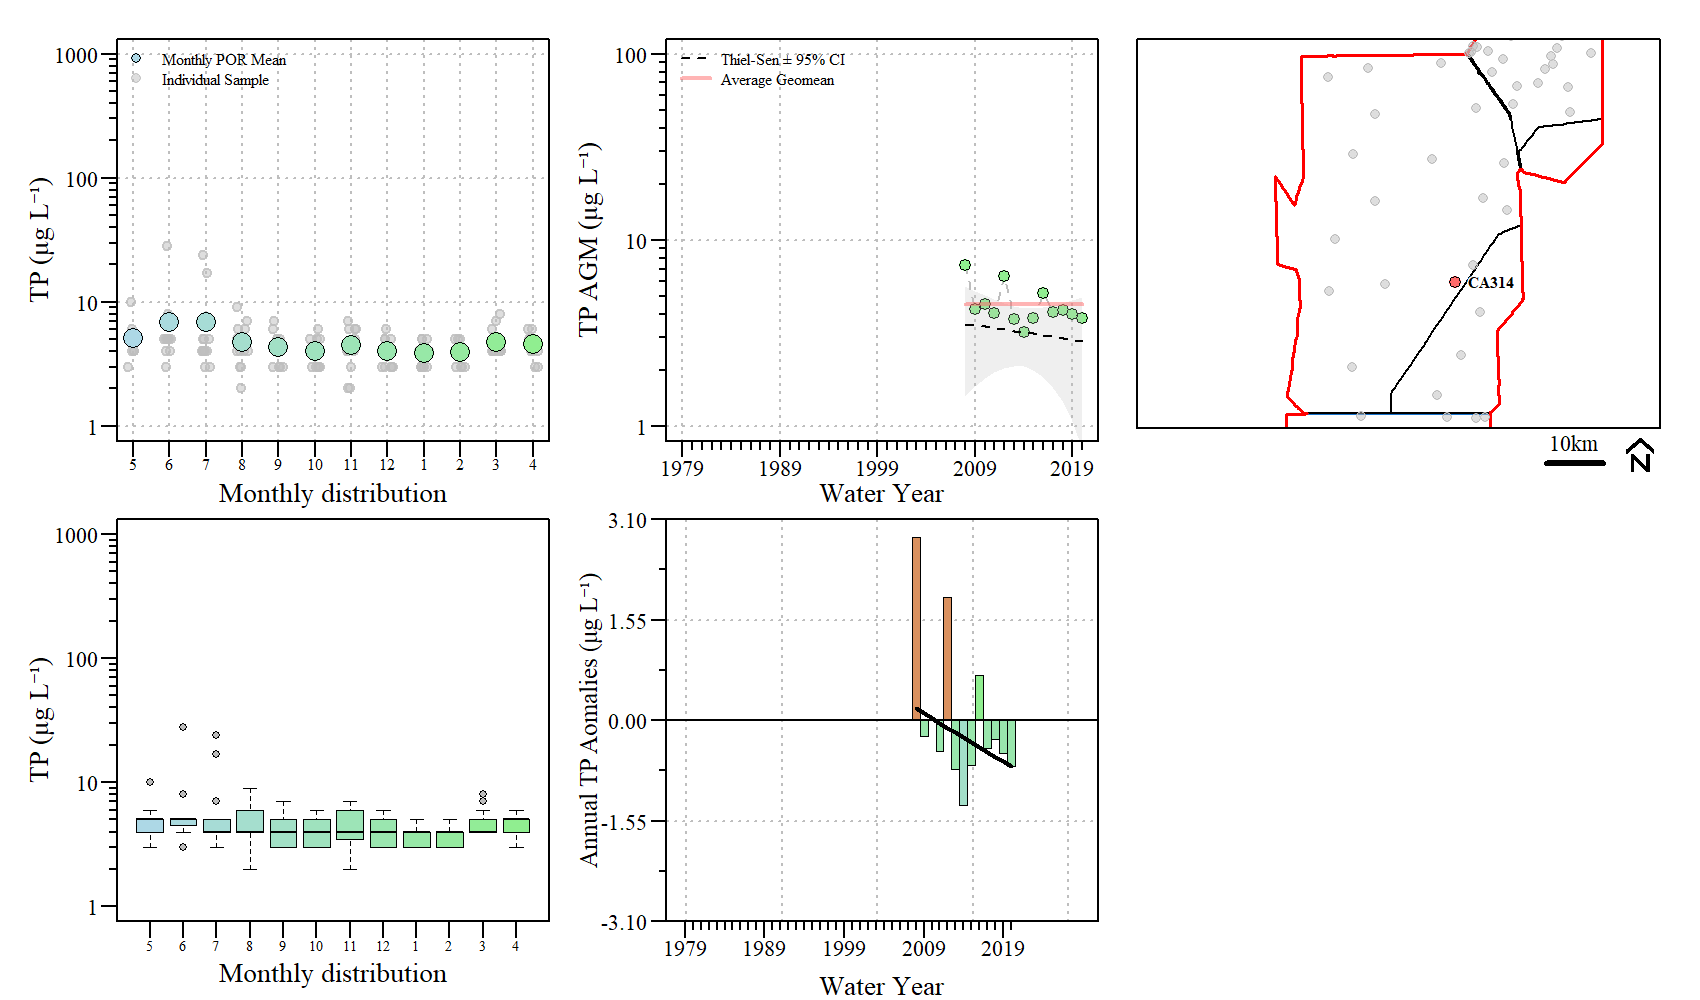 1000
100
10
1
TP (µg L⁻¹)
Monthly POR Mean
Individual Sample
5 6 7 8 9 10 11 12 1 2 3 4
Monthly distribution
100
10
1
TP AGM (µg L⁻¹)
Thiel-Sen ± 95% CI
Average Geomean
1979 1989 1999 2009 2019
Water Year
CA314
10km
N
1000
100
10
1
TP (µg L⁻¹)
5 6 7 8 9 10 11 12 1 2 3 4
Monthly distribution
3.10
1.55
0.00
-1.55
-3.10
Annual TP Aomalies (µg L⁻¹)
1979 1989 1999 2009 2019
Water Year